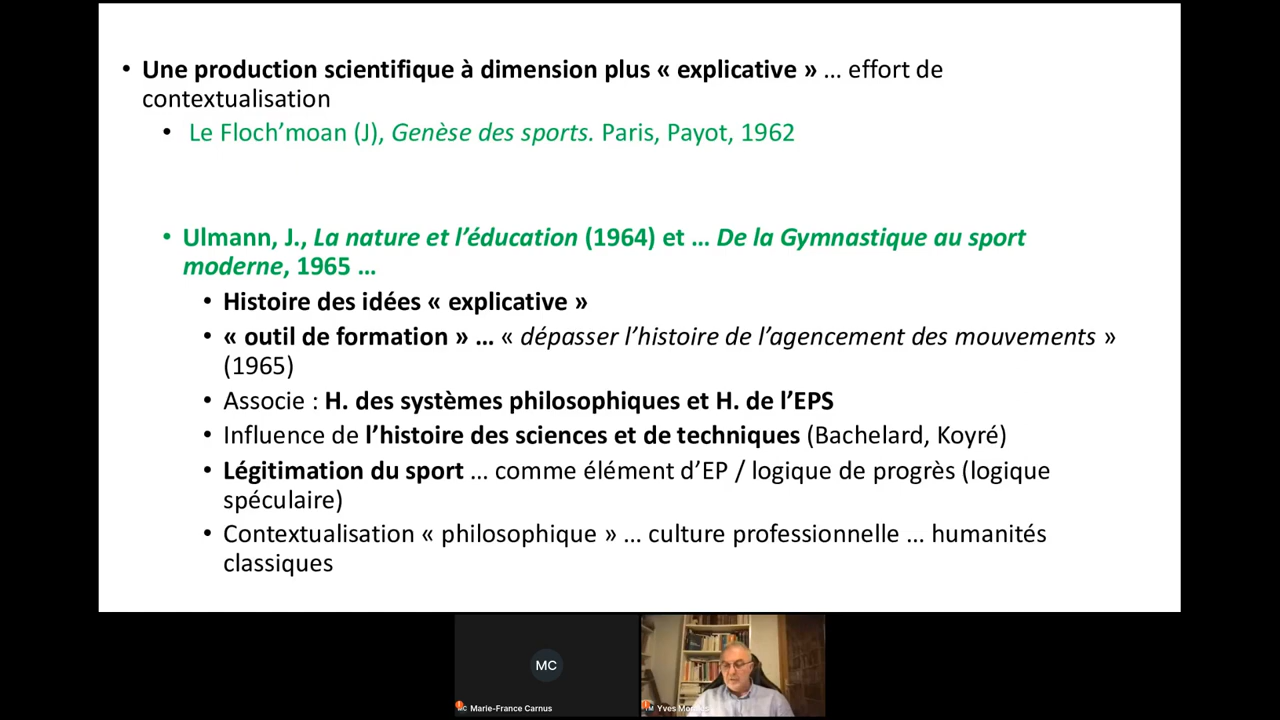 • Une production scientifique à dimension plus « explicative » ... effort de
contextualisation
• Le Floch’moan (J), Genèse des sports. Paris, Payot, 1962
• Ulmann, J., La nature et l’éducation (1964) et ... De la Gymnastique au sport
moderne, 1965 ...
• Histoire des idées « explicative »
• « outil de formation » ... « dépasser l’histoire de l’agencement des mouvements »
(1965)
• Associe : H. des systèmes philosophiques et H. de l’EPS
• Influence de l’histoire des sciences et de techniques (Bachelard, Koyré)
• Légitimation du sport ... comme élément d’EP / logique de progrès (logique
spéculaire)
• Contextualisation « philosophique » ... culture professionnelle ... humanités
classiques
MC
Marie-France Carnus
Yves